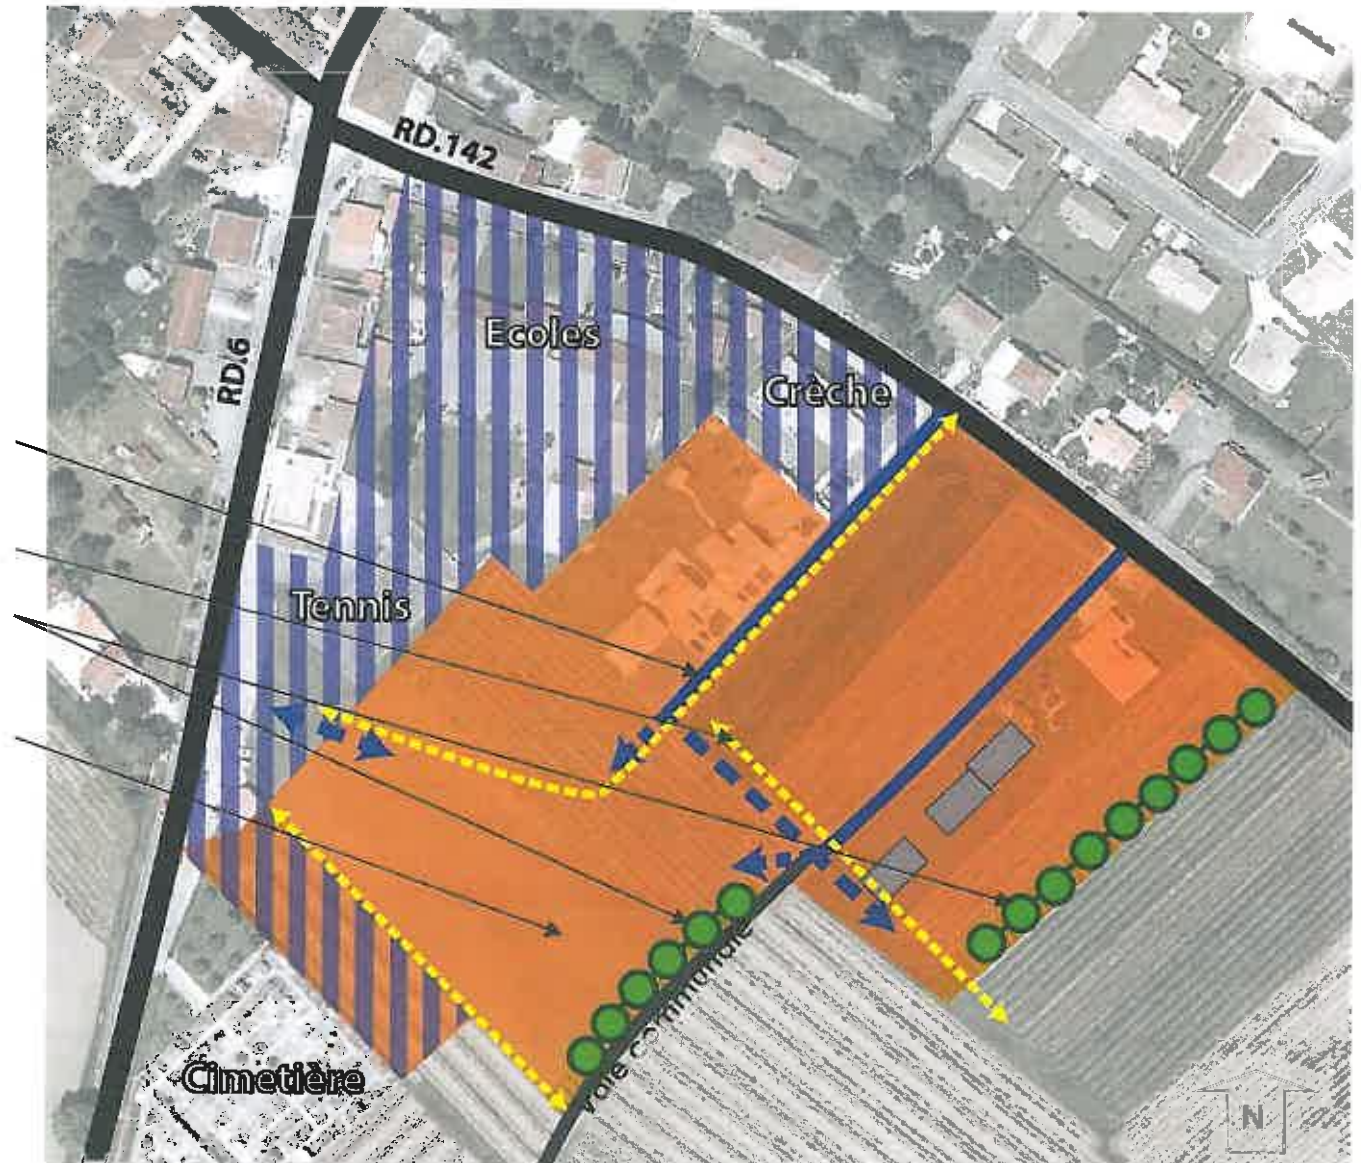 RD.142
Ecoles
RD.6
Crèche
Tennis
Voie communale
Cimetière
N